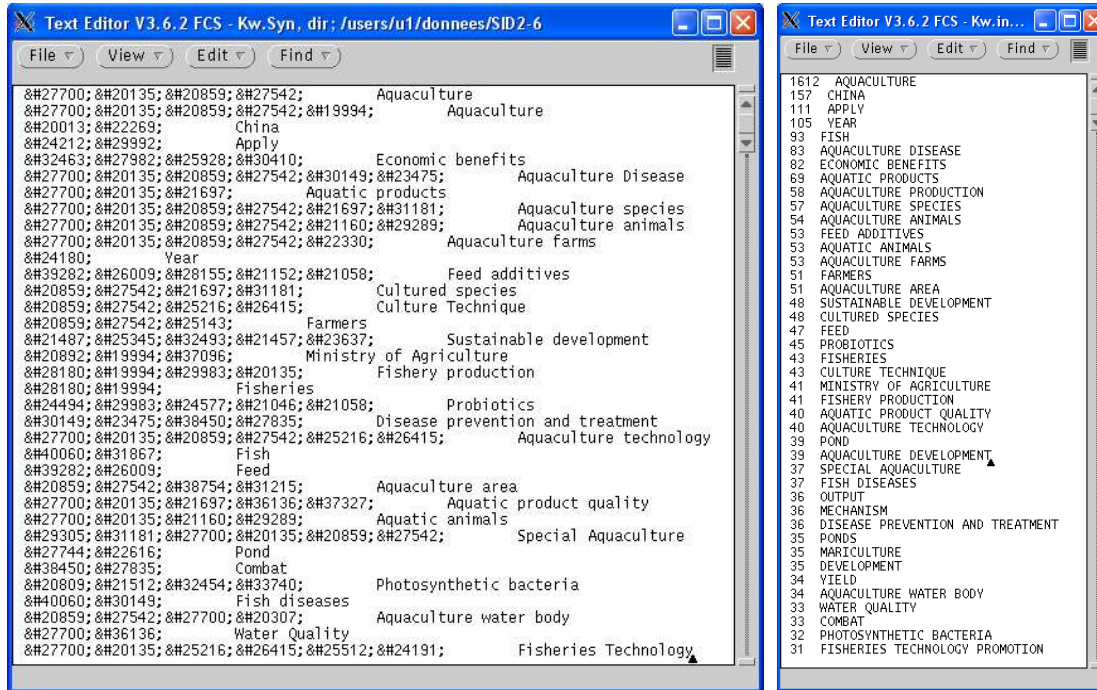 Text Editor V3.6.2 FCS - Kw.Syn, dir; /users/u1/donnees/SID2-6
File View Edit Find
&#27700;&#20135;&#20859;&#27542; Aquaculture
&#27700;&#20135;&#20859;&#27542;&#19994; Aquaculture
&#20013;&#22269; China
&#24212;&#29992; Apply
&#32463;&#27982;&#25928;&#30410; Economic benefits
&#27700;&#20135;&#20859;&#27542;&#30149;&#23475; Aquaculture Disease
&#27700;&#20135;&#21697; Aquatic products
&#27700;&#20135;&#20859;&#27542;&#21697;&#31181; Aquaculture species
&#27700;&#20135;&#20859;&#27542;&#21160;&#29289; Aquaculture animals
&#27700;&#20135;&#20859;&#27542;&#22330; Aquaculture farms
&#24180; Year
&#39282;&#26009;&#28155;&#21152;&#21058; Feed additives
&#20859;&#27542;&#21697;&#31181; Cultured species
&#20859;&#27542;&#25216;&#26415; Culture Technique
&#20859;&#27542;&#25143; Farmers
&#21487;&#25345;&#32493;&#21457;&#23637; Sustainable development
&#20892;&#19994;&#37096; Ministry of Agriculture
&#28180;&#19994;&#29983;&#20135; Fishery production
&#28180;&#19994; Fisheries
&#24494;&#29983;&#24577;&#21046;&#21058; Probiotics
&#30149;&#23475;&#38450;&#27835; Disease prevention and treatment
&#27700;&#20135;&#20859;&#27542;&#25216;&#26415; Aquaculture technology
&#40060;&#31867; Fish
&#39282;&#26009; Feed
&#20859;&#27542;&#38754;&#31215; Aquaculture area
&#27700;&#20135;&#21697;&#36136;&#37327; Aquatic product quality
&#27700;&#20135;&#21160;&#29289; Aquatic animals
&#29305;&#31181;&#27700;&#20135;&#20859;&#27542; Special Aquaculture
&#27744;&#22616; Pond
&#38450;&#27835; Combat
&#20809;&#21512;&#32454;&#33740; Photosynthetic bacteria
&#40060;&#30149; Fish diseases
&#20859;&#27542;&#27700;&#20307; Aquaculture water body
&#27700;&#36136; Water Quality
&#27700;&#20135;&#25216;&#26415;&#25512;&#24191; Fisheries Technology
Text Editor V3.6.2 FCS - Kw.in...
File View Edit Find
1612 AQUACULTURE
157 CHINA
111 APPLY
105 YEAR
93 FISH
83 AQUACULTURE DISEASE
82 ECONOMIC BENEFITS
69 AQUATIC PRODUCTS
58 AQUACULTURE PRODUCTION
57 AQUACULTURE SPECIES
54 AQUACULTURE ANIMALS
53 FEED ADDITIVES
53 AQUATIC ANIMALS
53 AQUACULTURE FARMS
51 FARMERS
51 AQUACULTURE AREA
48 SUSTAINABLE DEVELOPMENT
48 CULTURED SPECIES
47 FEED
45 PROBIOTICS
43 FISHERIES
43 CULTURE TECHNIQUE
41 MINISTRY OF AGRICULTURE
41 FISHERY PRODUCTION
40 AQUATIC PRODUCT QUALITY
40 AQUACULTURE TECHNOLOGY
39 POND
39 AQUACULTURE DEVELOPMENT
37 SPECIAL AQUACULTURE
37 FISH DISEASES
36 OUTPUT
36 MECHANISM
36 DISEASE PREVENTION AND TREATMENT
35 PONDS
35 MARICULTURE
35 DEVELOPMENT
34 YIELD
34 AQUACULTURE WATER BODY
33 WATER QUALITY
33 COMBAT
32 PHOTOSYNTHETIC BACTERIA
31 FISHERIES TECHNOLOGY PROMOTION